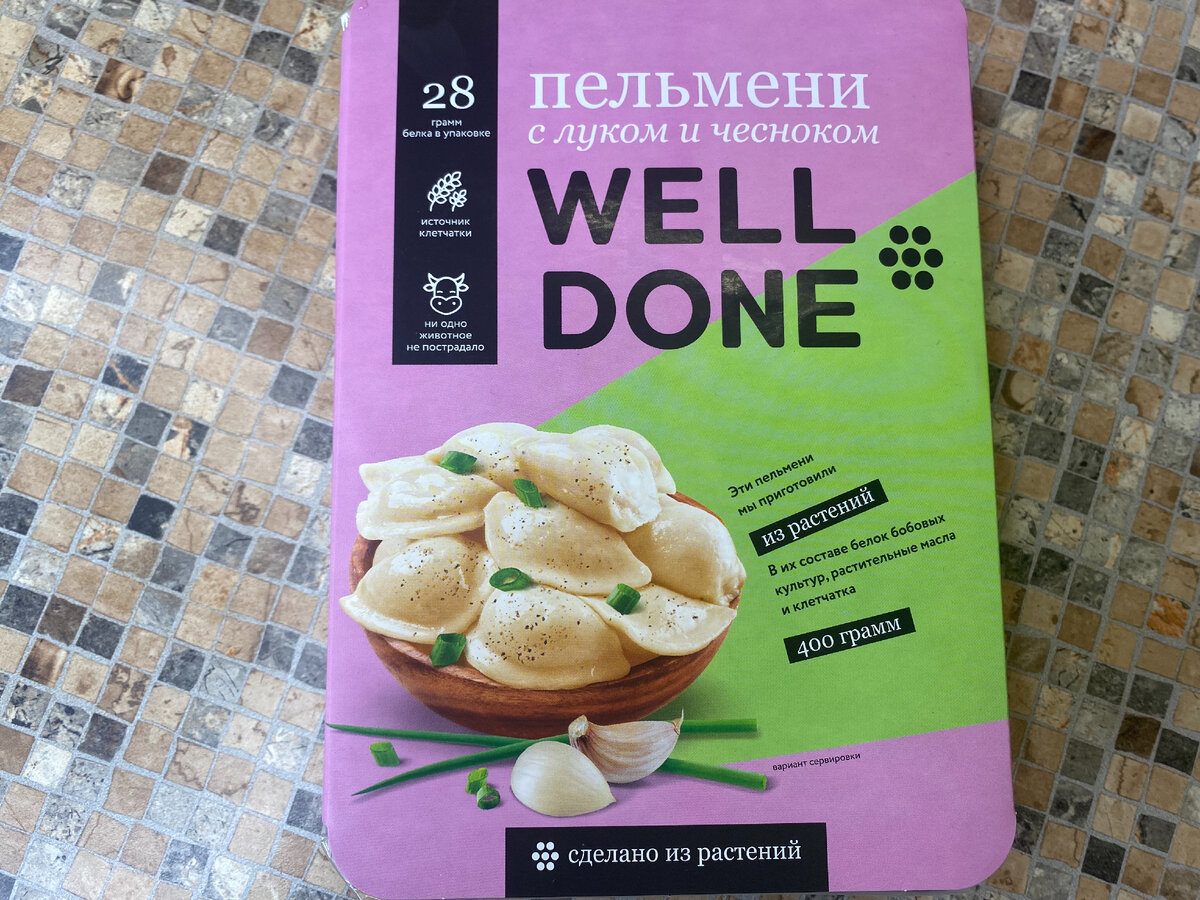 28
грамм
белка в упаковке
источник
клетчатки
ни одно
животное
не пострадало
пельмени
с луком и чесноком
WELL
DONE
Эти пельмени
мы приготовили
из растений
В их составе белок бобовых
культур, растительные масла
и клетчатка
400 грамм
вариант сервировки
сделано из растений